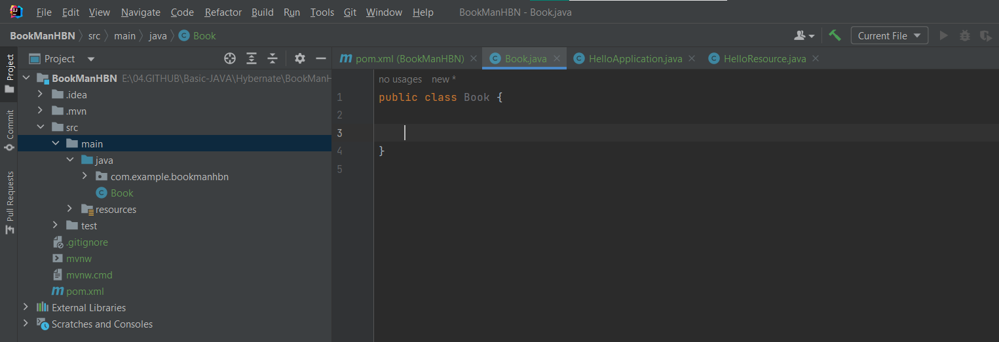 File Edit View Navigate Code Refactor Build Run Tools Git Window Help BookManHBN - Book.java
BookManHBN src main java Book Current File
Project pom.xml (BookManHBN) Book.java HelloApplication.java HelloResource.java
Project
Commit
Pull Requests
BookManHBN E:\04.GITHUB\Basic-JAVA\Hybernate\BookManH
.idea
.mvn
src
main
java
com.example.bookmanhbn
Book
resources
test
.gitignore
mvnw
mvnw.cmd
pom.xml
External Libraries
Scratches and Consoles
no usages new *
1 public class Book {
2
3
4 }
5